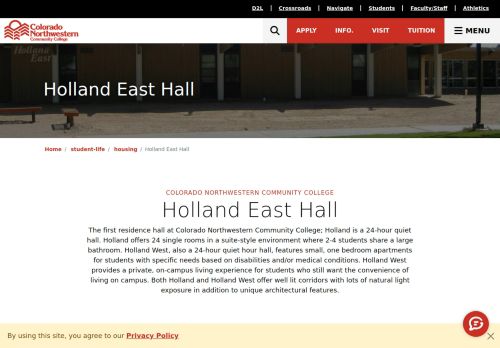 D2L | Crossroads | Navigate | Students | Faculty/Staff | Athletics
Colorado
Northwestern
Community College
APPLY INFO. VISIT TUITION MENU
Holland
East
Holland East Hall
Home / student-life / housing / Holland East Hall
COLORADO NORTHWESTERN COMMUNITY COLLEGE
Holland East Hall
The first residence hall at Colorado Northwestern Community College; Holland is a 24-hour quiet
hall. Holland offers 24 single rooms in a suite-style environment where 2-4 students share a large
bathroom. Holland West, also a 24-hour quiet hour hall, features small, one bedroom apartments
for students with specific needs based on disabilities and/or medical conditions. Holland West
provides a private, on-campus living experience for students who still want the convenience of
living on campus. Both Holland and Holland West offer well lit corridors with lots of natural light
exposure in addition to unique architectural features.
By using this site, you agree to our Privacy Policy